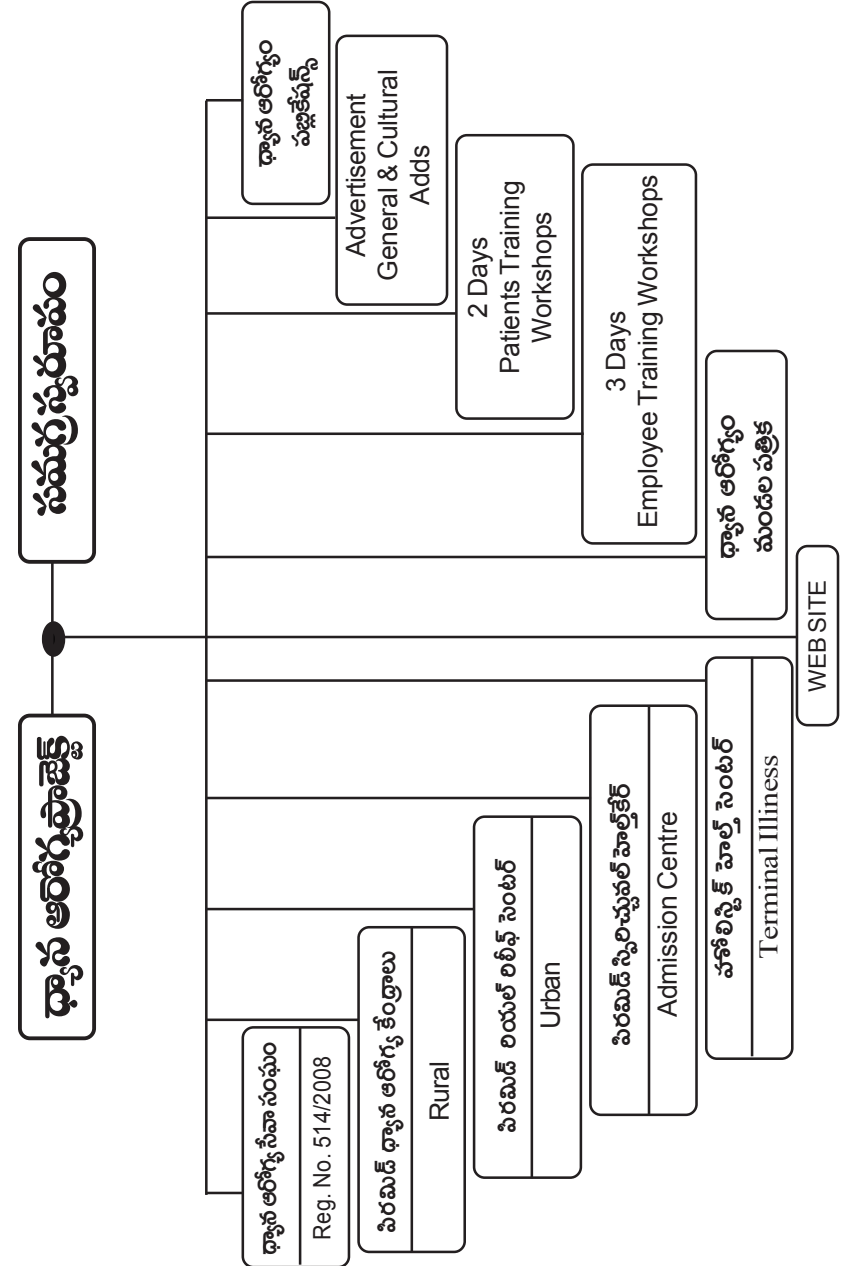 ధ్యాన ఆరోగ్యప్రాజెక్ట్
సమగ్రస్వరూపం
ధ్యాన ఆరోగ్య సేవా సంఘం
Reg. No. 514/2008
పిరమిడ్ ధ్యాన ఆరోగ్య కేంద్రాలు
Rural
పిరమిడ్ రియల్ రిలీఫ్ సెంటర్
Urban
పిరమిడ్ స్పిరిచ్యువల్ హెల్త్‌కేర్
Admission Centre
హోలిస్టిక్ హెల్త్ సెంటర్
Terminal Illiness
WEB SITE
ధ్యాన ఆరోగ్యం
మండల పత్రిక
3 Days
Employee Training Workshops
2 Days
Patients Training
Workshops
Advertisement
General & Cultural
Adds
ధ్యాన ఆరోగ్యం
పబ్లికేషన్స్